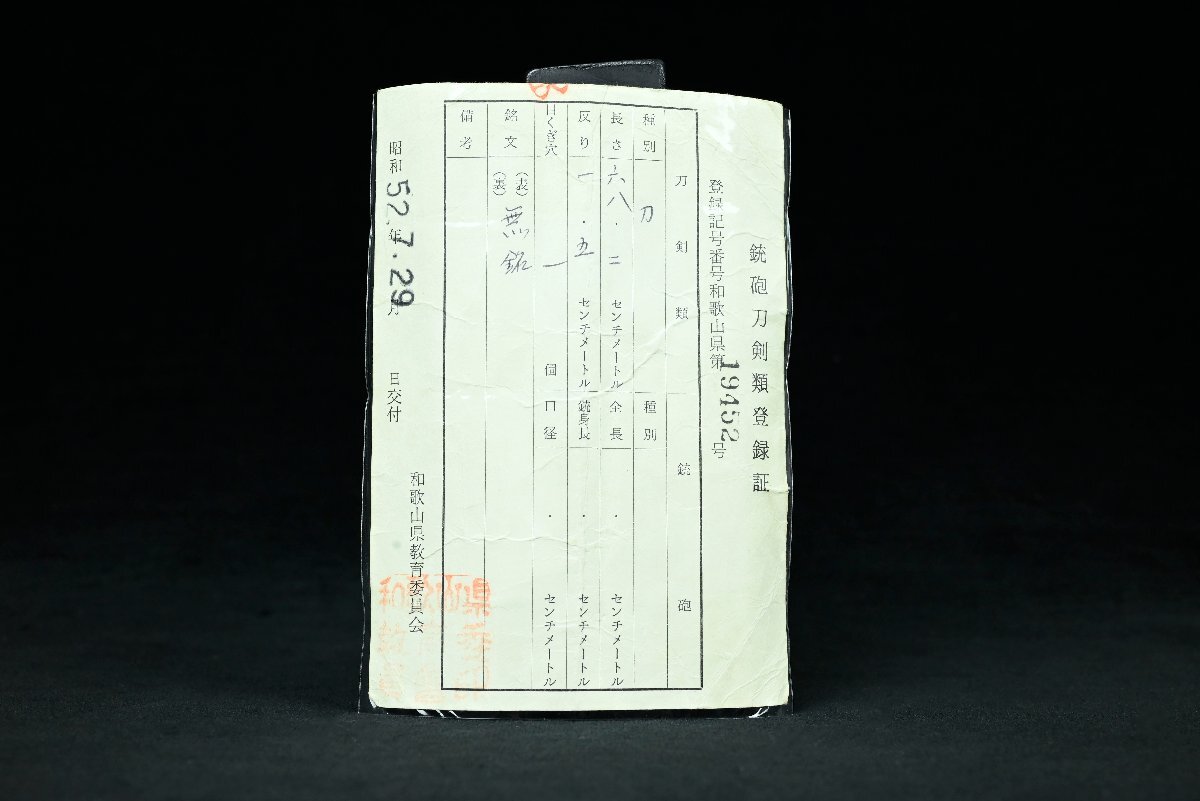 銃砲刀剣類登録証
登録記号番号和歌山県第19452号
刀剣類
銃砲
種別
刀
種別
長さ
六八・二
センチメートル
全長
・
センチメートル
反り
一・五
センチメートル
銃身長
・
センチメートル
目くぎ穴
一
個
口径
・
センチメートル
銘文
(表)
(裏)
無銘
備考
昭和52年7.29月
日交付
和歌山県教育委員会